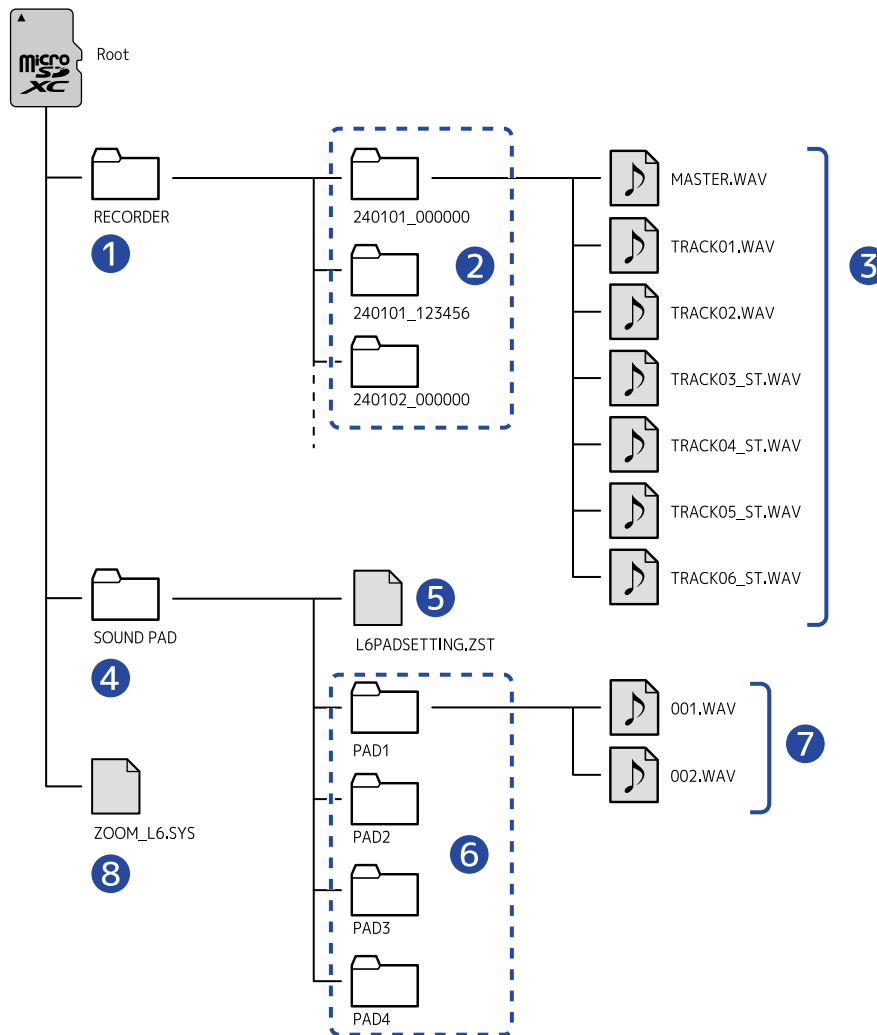 micro
SD
XC
Root
RECORDER
1
240101_000000
240101_123456
240102_000000
2
MASTER.WAV
TRACK01.WAV
TRACK02.WAV
TRACK03_ST.WAV
TRACK04_ST.WAV
TRACK05_ST.WAV
TRACK06_ST.WAV
3
SOUND PAD
4
L6PADSETTING.ZST
5
PAD1
PAD2
PAD3
PAD4
6
001.WAV
002.WAV
7
ZOOM_L6.SYS
8